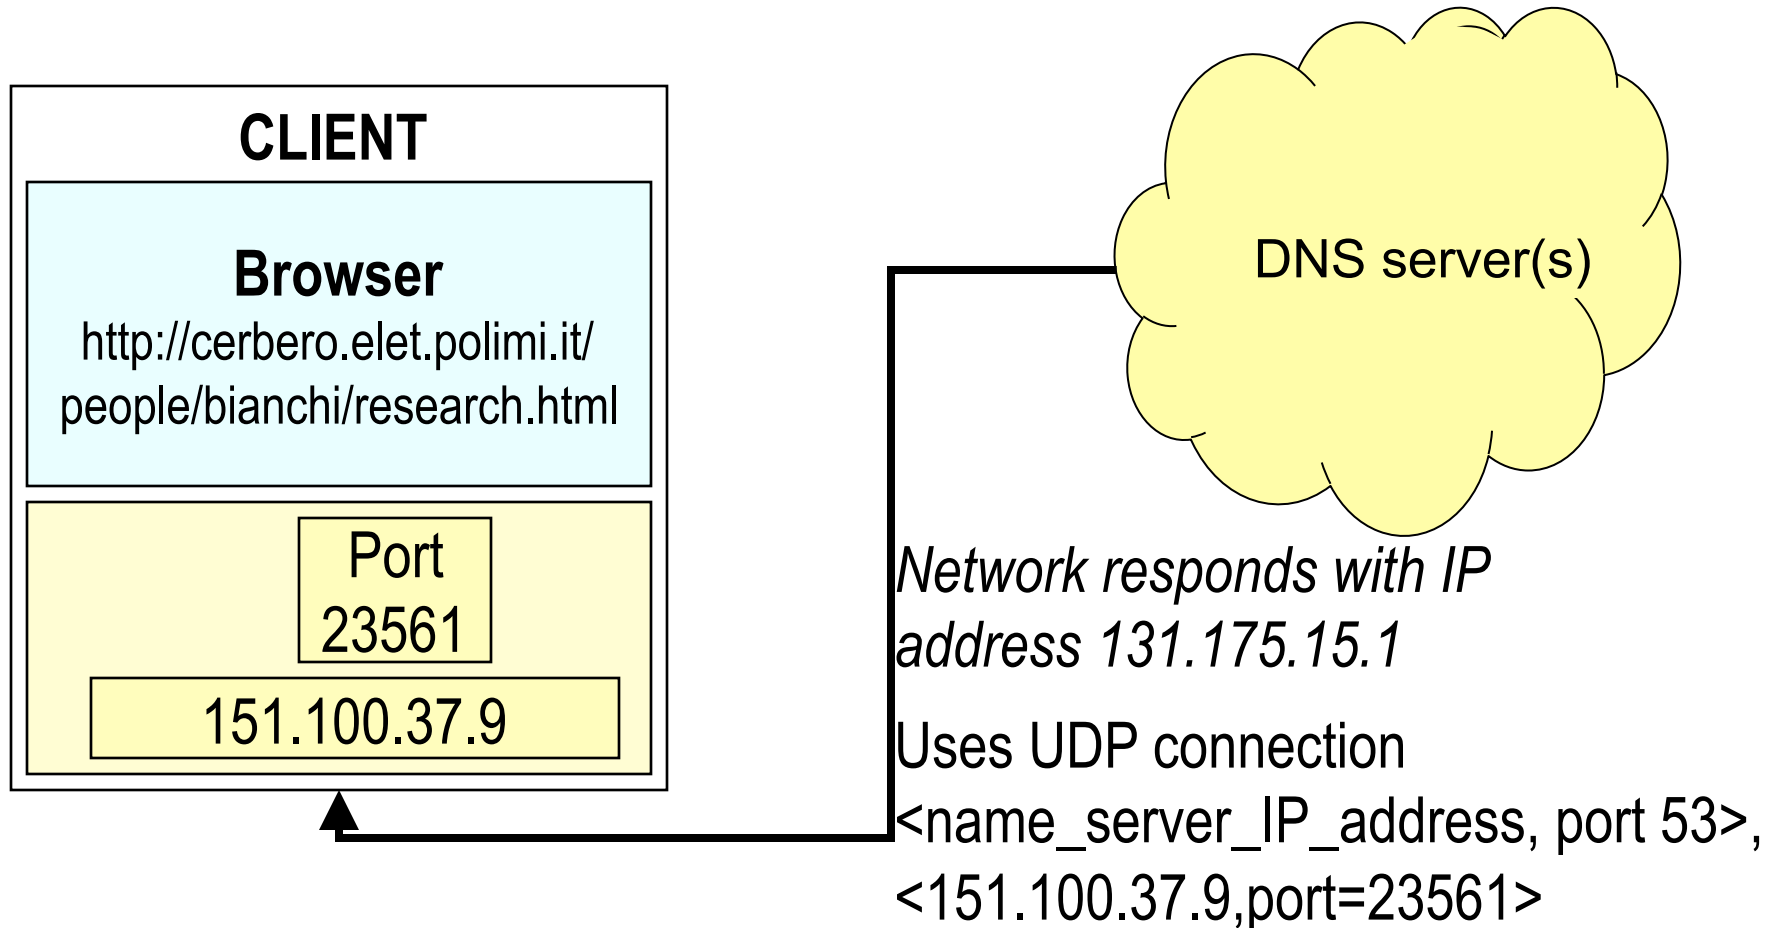 CLIENT
Browser
http://cerbero.elet.polimi.it/
people/bianchi/research.html
Port
23561
151.100.37.9
DNS server(s)
Network responds with IP
address 131.175.15.1
Uses UDP connection
<name_server_IP_address, port 53>,
<151.100.37.9,port=23561>